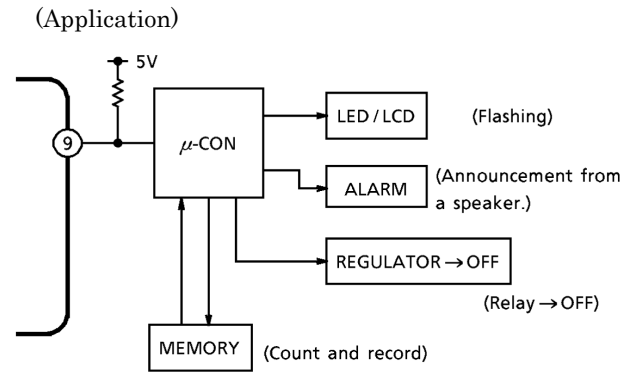 (Application)
5V
9
μ-CON
LED / LCD
(Flashing)
ALARM
(Announcement from
a speaker.)
REGULATOR → OFF
(Relay → OFF)
MEMORY
(Count and record)